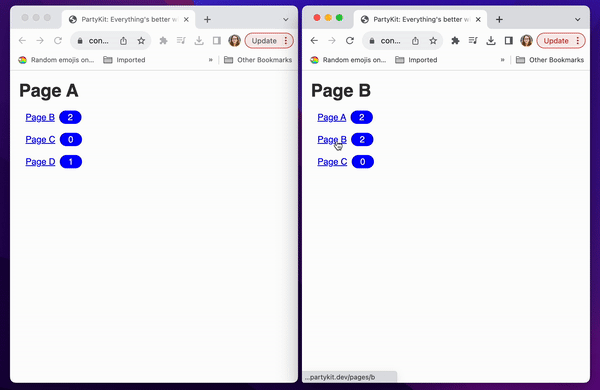 PartyKit: Everything's better w
con...
Update
Random emojis on...
Imported
»
Other Bookmarks
Page A
Page B 2
Page C 0
Page D 1
PartyKit: Everything's better w
con...
Update
Random emojis on...
Imported
»
Other Bookmarks
Page B
Page A 2
Page B 2
Page C 0
...partykit.dev/pages/b